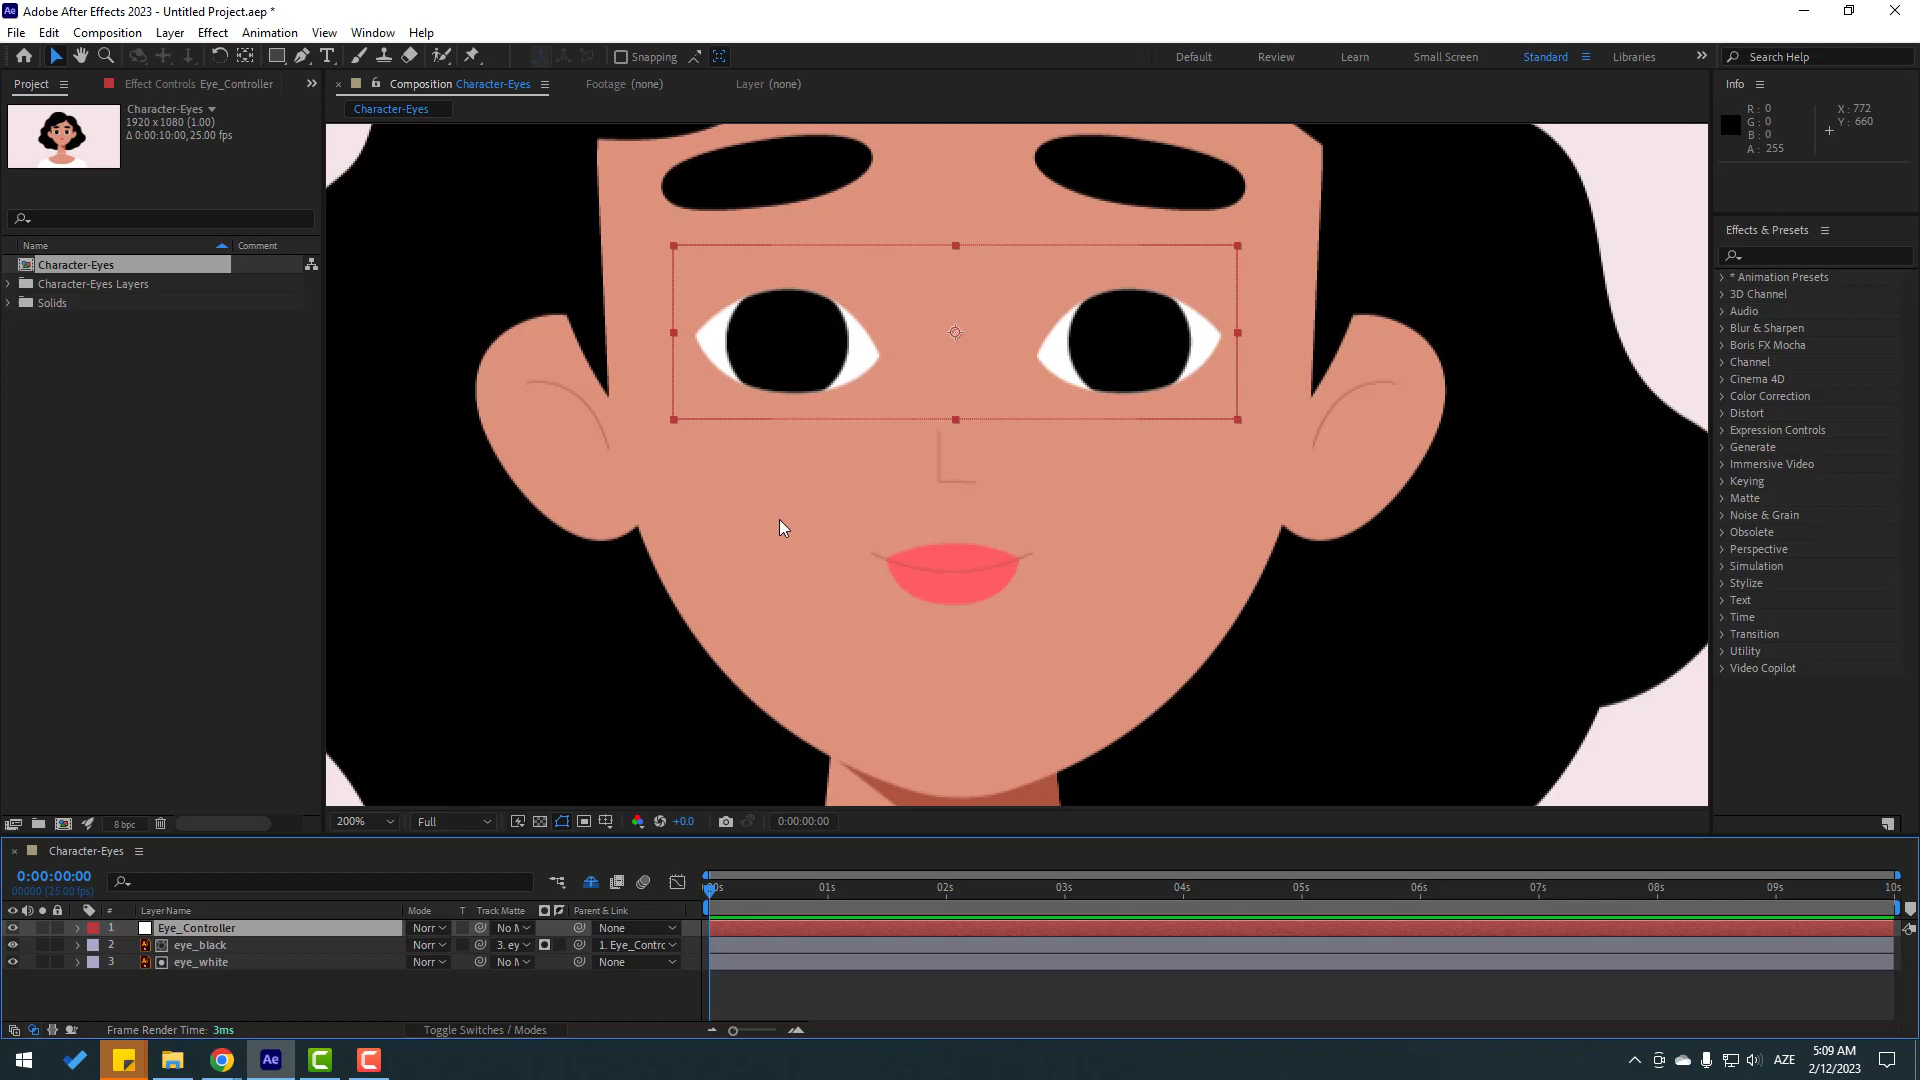 Adobe After Effects 2023 - Untitled Project.aep *
File Edit Composition Layer Effect Animation View Window Help
Snapping
Default Review Learn Small Screen Standard Libraries
Search Help
Project
Effect Controls Eye_Controller
Composition Character-Eyes
Footage (none)
Layer (none)
Info
Character-Eyes
1920 x 1080 (1.00)
Δ 0:00:10:00, 25.00 fps
Character-Eyes
R: 0
G: 0
B: 0
A: 255
X: 772
Y: 660
Name Comment
Character-Eyes
Character-Eyes Layers
Solids
Effects & Presets
* Animation Presets
3D Channel
Audio
Blur & Sharpen
Boris FX Mocha
Channel
Cinema 4D
Color Correction
Distort
Expression Controls
Generate
Immersive Video
Keying
Matte
Noise & Grain
Obsolete
Perspective
Simulation
Stylize
Text
Time
Transition
Utility
Video Copilot
8 bpc
200% Full +0.0 0:00:00:00
Character-Eyes
0:00:00:00
00000 (25.00 fps)
:00s 01s 02s 03s 04s 05s 06s 07s 08s 09s 10s
# Layer Name Mode T Track Matte Parent & Link
1 Eye_Controller Norr No M None
2 eye_black Norr 3. ey 1. Eye_Contrc
3 eye_white Norr No M None
Frame Render Time: 3ms
Toggle Switches / Modes
Ae
AZE
5:09 AM
2/12/2023